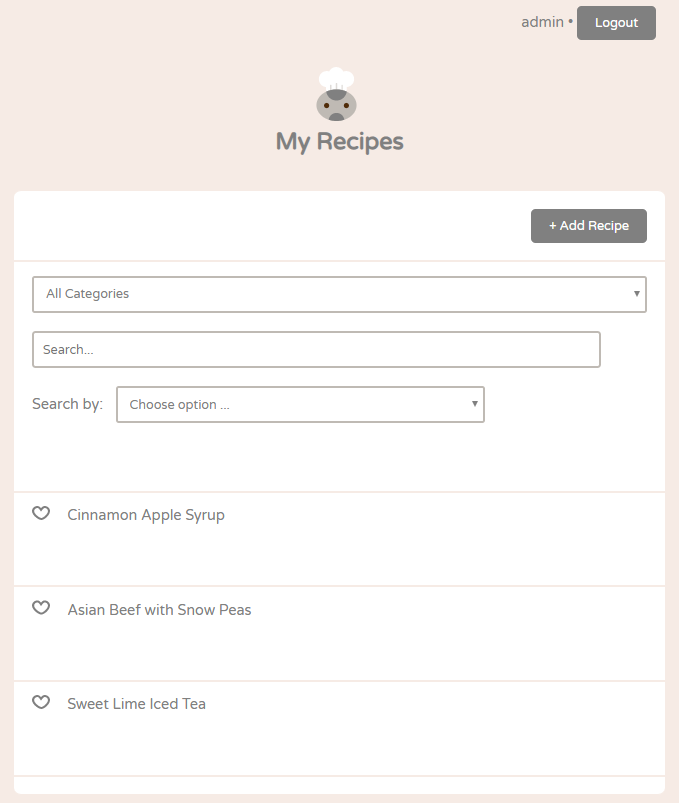 admin • Logout
My Recipes
+ Add Recipe
All Categories
Search...
Search by: Choose option ...
Cinnamon Apple Syrup
Asian Beef with Snow Peas
Sweet Lime Iced Tea